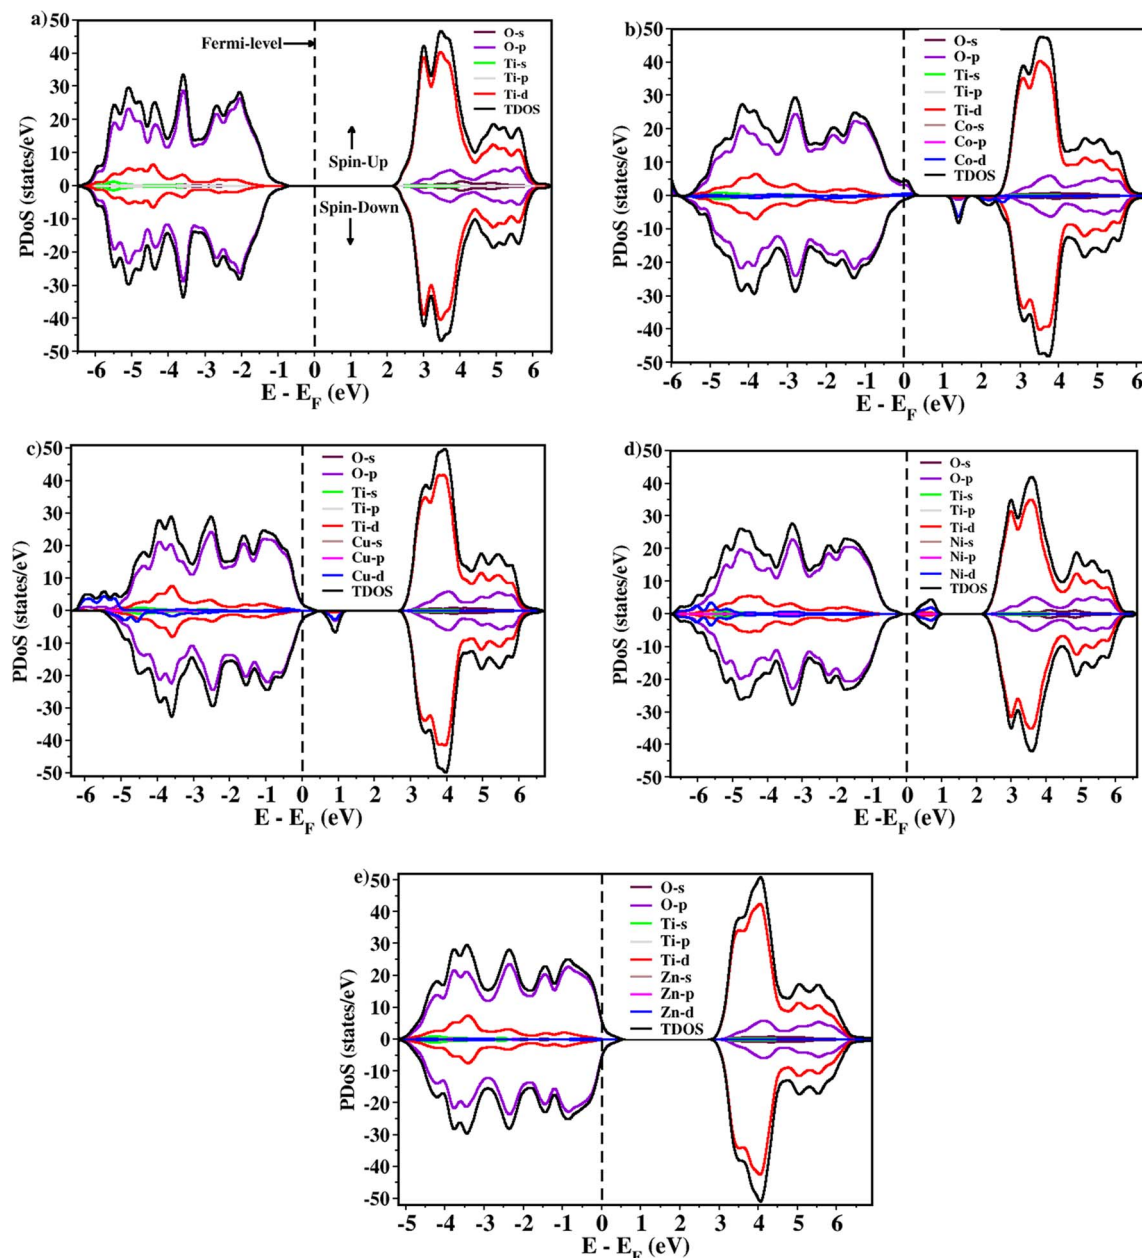 a)
PDoS (states/eV)
50
40
30
20
10
0
-10
-20
-30
-40
-50
Fermi-level
Spin-Up
Spin-Down
O-s
O-p
Ti-s
Ti-p
Ti-d
TDOS
-6 -5 -4 -3 -2 -1 0 1 2 3 4 5 6
E - E_F (eV)
b)
PDoS (states/eV)
50
40
30
20
10
0
-10
-20
-30
-40
-50
O-s
O-p
Ti-s
Ti-p
Ti-d
Co-s
Co-p
Co-d
TDOS
-6 -5 -4 -3 -2 -1 0 1 2 3 4 5 6
E - E_F (eV)
c)
PDoS (states/eV)
50
40
30
20
10
0
-10
-20
-30
-40
-50
O-s
O-p
Ti-s
Ti-p
Ti-d
Cu-s
Cu-p
Cu-d
TDOS
-6 -5 -4 -3 -2 -1 0 1 2 3 4 5 6
E - E_F (eV)
d)
PDoS (states/eV)
50
40
30
20
10
0
-10
-20
-30
-40
-50
O-s
O-p
Ti-s
Ti-p
Ti-d
Ni-s
Ni-p
Ni-d
TDOS
-6 -5 -4 -3 -2 -1 0 1 2 3 4 5 6
E -E_F (eV)
e)
PDoS (states/eV)
50
40
30
20
10
0
-10
-20
-30
-40
-50
O-s
O-p
Ti-s
Ti-p
Ti-d
Zn-s
Zn-p
Zn-d
TDOS
-5 -4 -3 -2 -1 0 1 2 3 4 5 6
E - E_F (eV)